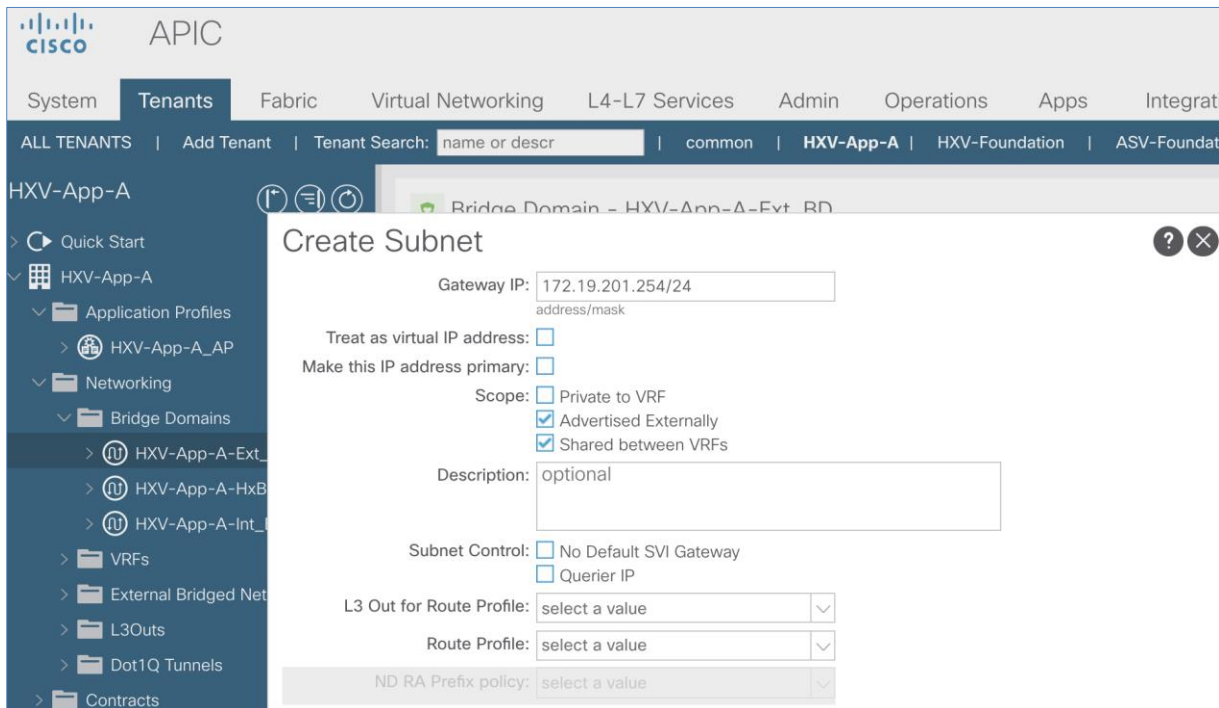 CISCO APIC
System Tenants Fabric Virtual Networking L4-L7 Services Admin Operations Apps Integrat
ALL TENANTS | Add Tenant | Tenant Search: name or descr | common | HXV-App-A | HXV-Foundation | ASV-Foundat
HXV-App-A
Bridge Domain - HXV-App-A-Ext_BD
Quick Start
HXV-App-A
Application Profiles
HXV-App-A_AP
Networking
Bridge Domains
HXV-App-A-Ext_
HXV-App-A-HxB
HXV-App-A-Int_
VRFs
External Bridged Net
L3Outs
Dot1Q Tunnels
Contracts
Create Subnet
Gateway IP: 172.19.201.254/24
address/mask
Treat as virtual IP address:
Make this IP address primary:
Scope: Private to VRF
Advertised Externally
Shared between VRFs
Description: optional
Subnet Control: No Default SVI Gateway
Querier IP
L3 Out for Route Profile: select a value
Route Profile: select a value
ND RA Prefix policy: select a value